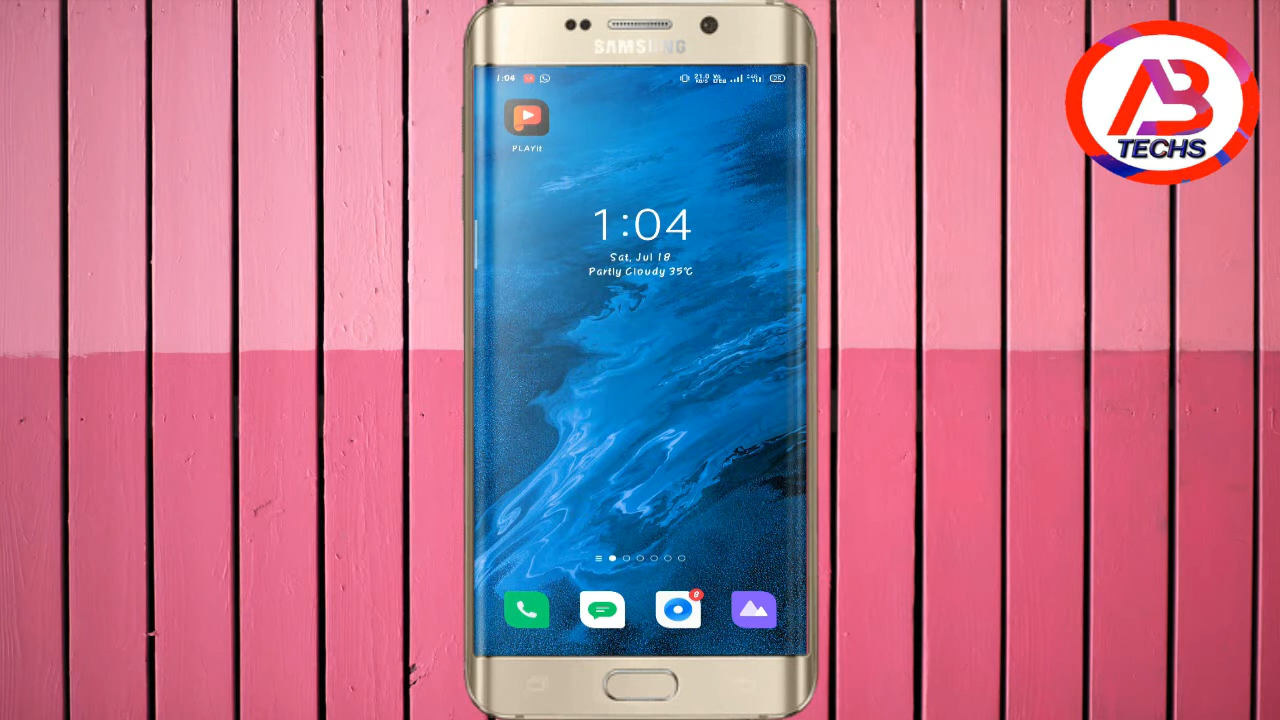 SAMSUNG
1:04
PLAYit
1:04
Sat, Jul 18
Partly Cloudy 35°C
AB
TECHS